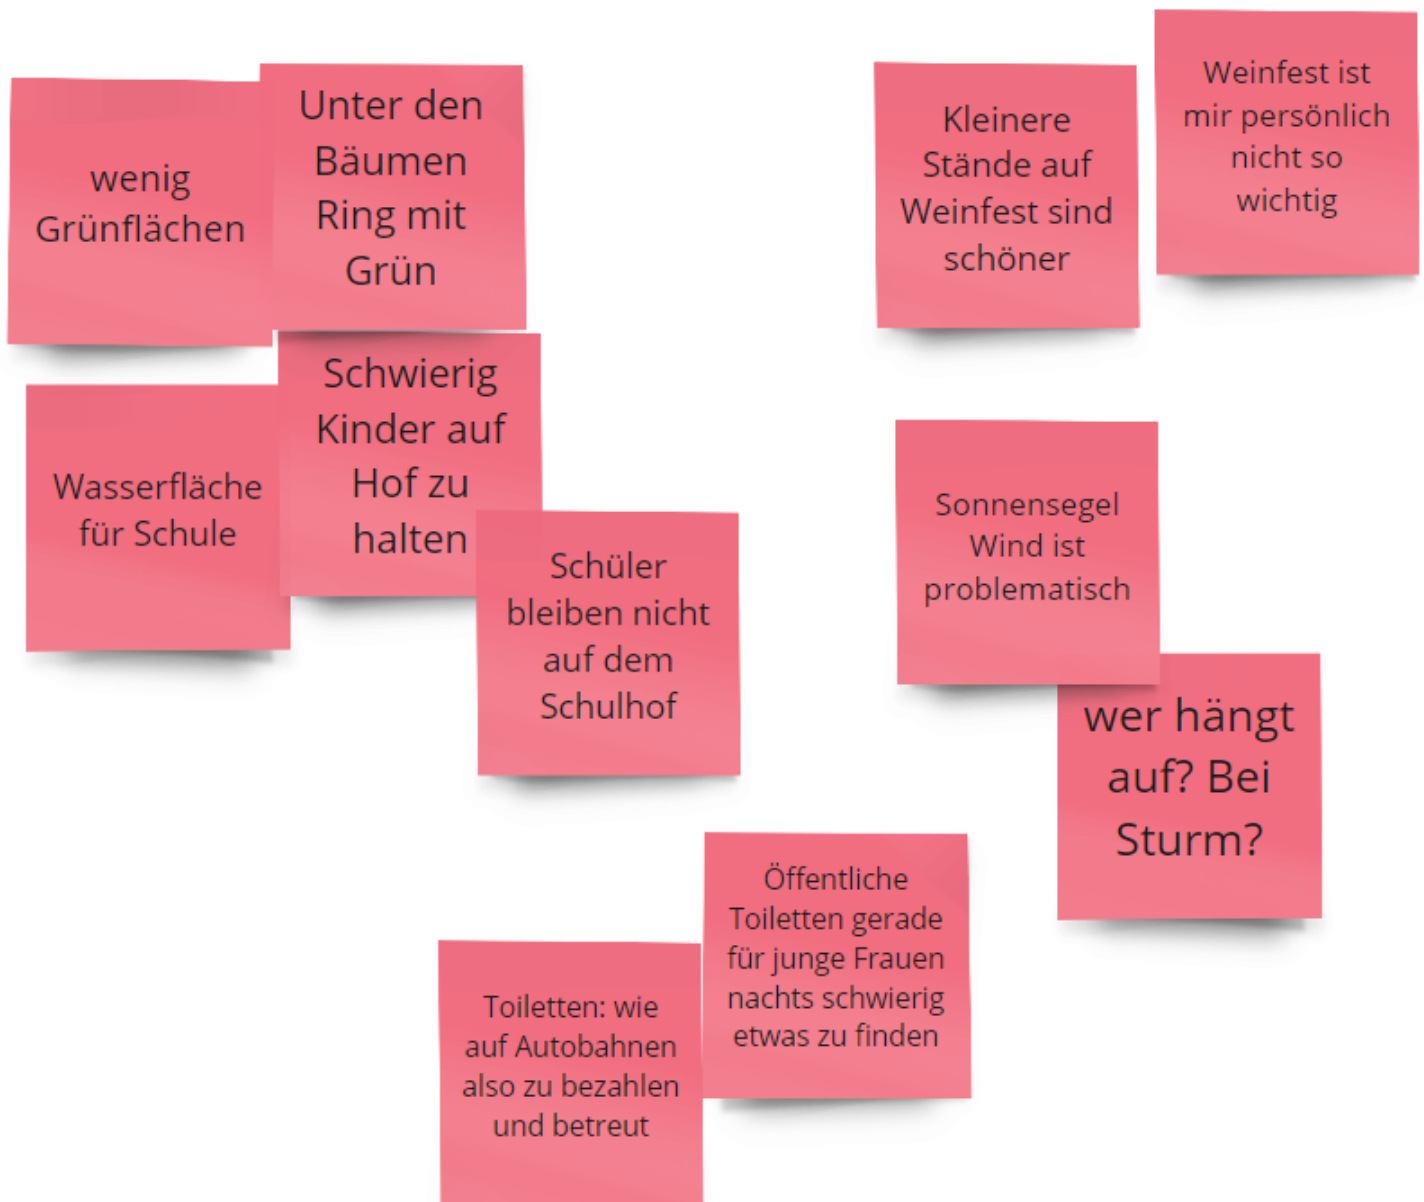 wenig
Grünflächen
Unter den
Bäumen
Ring mit
Grün
Wasserfläche
für Schule
Schwierig
Kinder auf
Hof zu
halten
Schüler
bleiben nicht
auf dem
Schulhof
Kleinere
Stände auf
Weinfest sind
schöner
Weinfest ist
mir persönlich
nicht so
wichtig
Sonnensegel
Wind ist
problematisch
wer hängt
auf? Bei
Sturm?
Toiletten: wie
auf Autobahnen
also zu bezahlen
und betreut
Öffentliche
Toiletten gerade
für junge Frauen
nachts schwierig
etwas zu finden